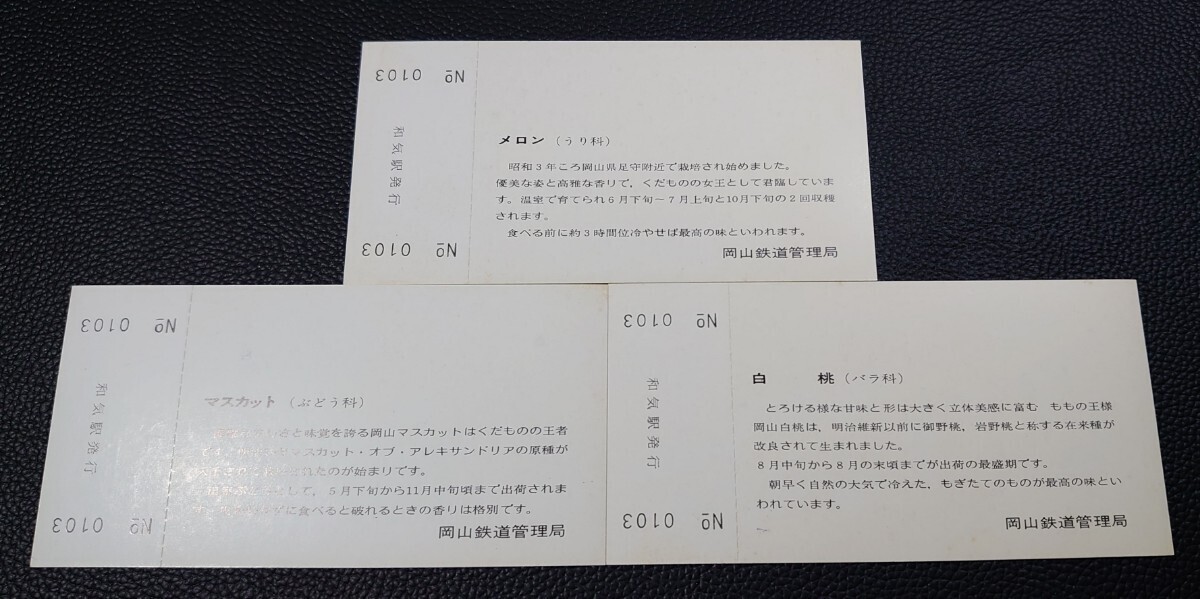 № 0103
和気駅発行
№ 0103
メロン（うり科）
昭和3年ころ岡山県足守附近で栽培され始めました。
優美な姿と高雅な香りで，くだものの女王として君臨していま
す。温室で育てられ6月下旬－7月上旬と10月下旬の2回収穫
されます。
食べる前に約3時間位冷やせば最高の味といわれます。
岡山鉄道管理局
№ 0103
和気駅発行
№ 0103
マスカット（ぶどう科）
さと味覚を誇る岡山マスカットはくだものの王者
です。
マスカット・オブ・アレキサンドリアの原種が
れたのが始まりです。
して，5月下旬から11月中旬頃まで出荷されま
す。
に食べると破れるときの香りは格別です。
岡山鉄道管理局
№ 0103
和気駅発行
№ 0103
白　桃（バラ科）
とろける様な甘味と形は大きく立体美感に富む　ももの王様
岡山白桃は，明治維新以前に御野桃，岩野桃と称する在来種が
改良されて生まれました。
8月中旬から8月の末頃までが出荷の最盛期です。
朝早く自然の大気で冷えた，もぎたてのものが最高の味とい
われています。
岡山鉄道管理局